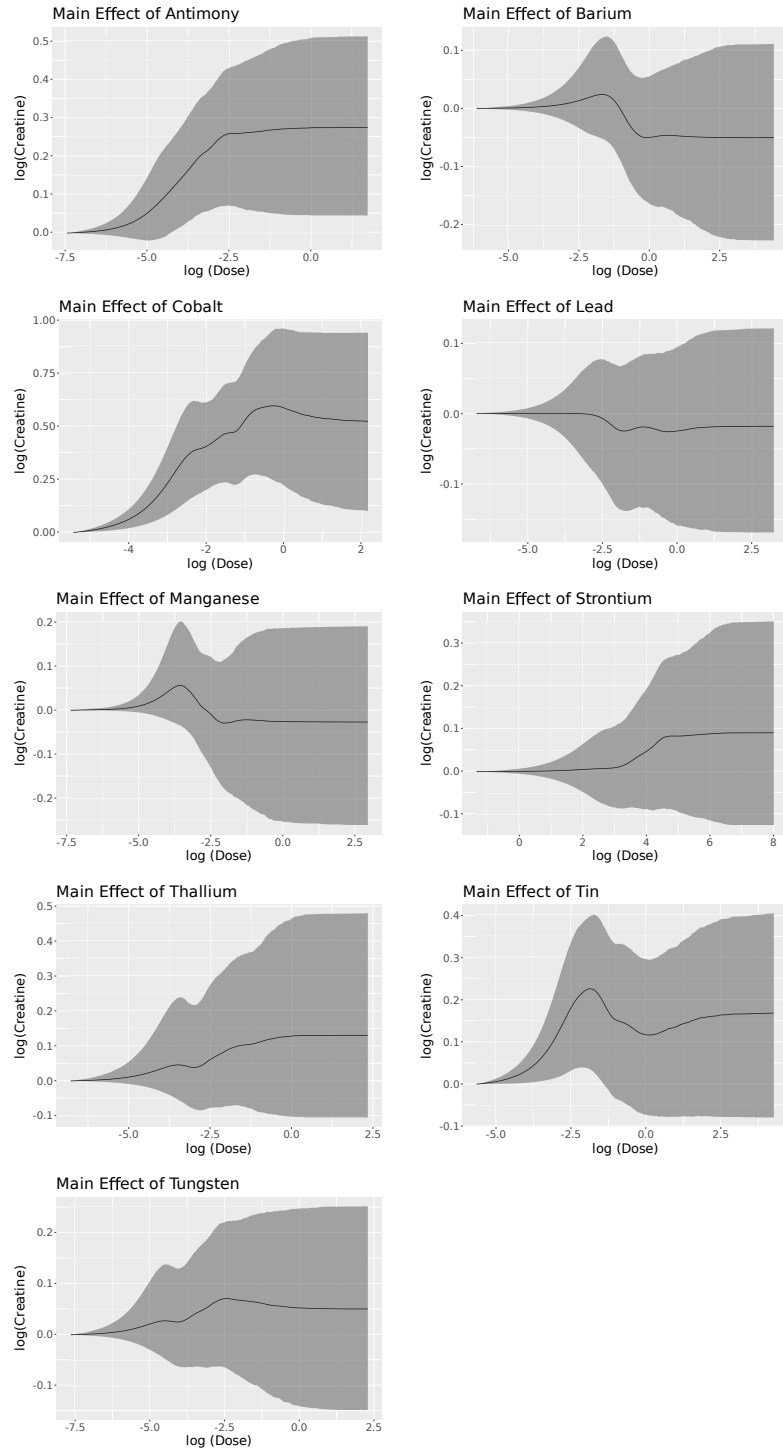 Main Effect of Antimony
log(Creatine)
0.5
0.4
0.3
0.2
0.1
0.0
-7.5 -5.0 -2.5 0.0
log (Dose)
Main Effect of Barium
log(Creatine)
0.1
0.0
-0.1
-0.2
-5.0 -2.5 0.0 2.5
log (Dose)
Main Effect of Cobalt
log(Creatine)
1.00
0.75
0.50
0.25
0.00
-4 -2 0 2
log (Dose)
Main Effect of Lead
log(Creatine)
0.1
0.0
-0.1
-5.0 -2.5 0.0 2.5
log (Dose)
Main Effect of Manganese
log(Creatine)
0.2
0.1
0.0
-0.1
-0.2
-7.5 -5.0 -2.5 0.0 2.5
log (Dose)
Main Effect of Strontium
log(Creatine)
0.3
0.2
0.1
0.0
-0.1
0 2 4 6 8
log (Dose)
Main Effect of Thallium
log(Creatine)
0.5
0.4
0.3
0.2
0.1
0.0
-0.1
-5.0 -2.5 0.0 2.5
log (Dose)
Main Effect of Tin
log(Creatine)
0.4
0.3
0.2
0.1
0.0
-0.1
-5.0 -2.5 0.0 2.5
log (Dose)
Main Effect of Tungsten
log(Creatine)
0.2
0.1
0.0
-0.1
-7.5 -5.0 -2.5 0.0 2.5
log (Dose)